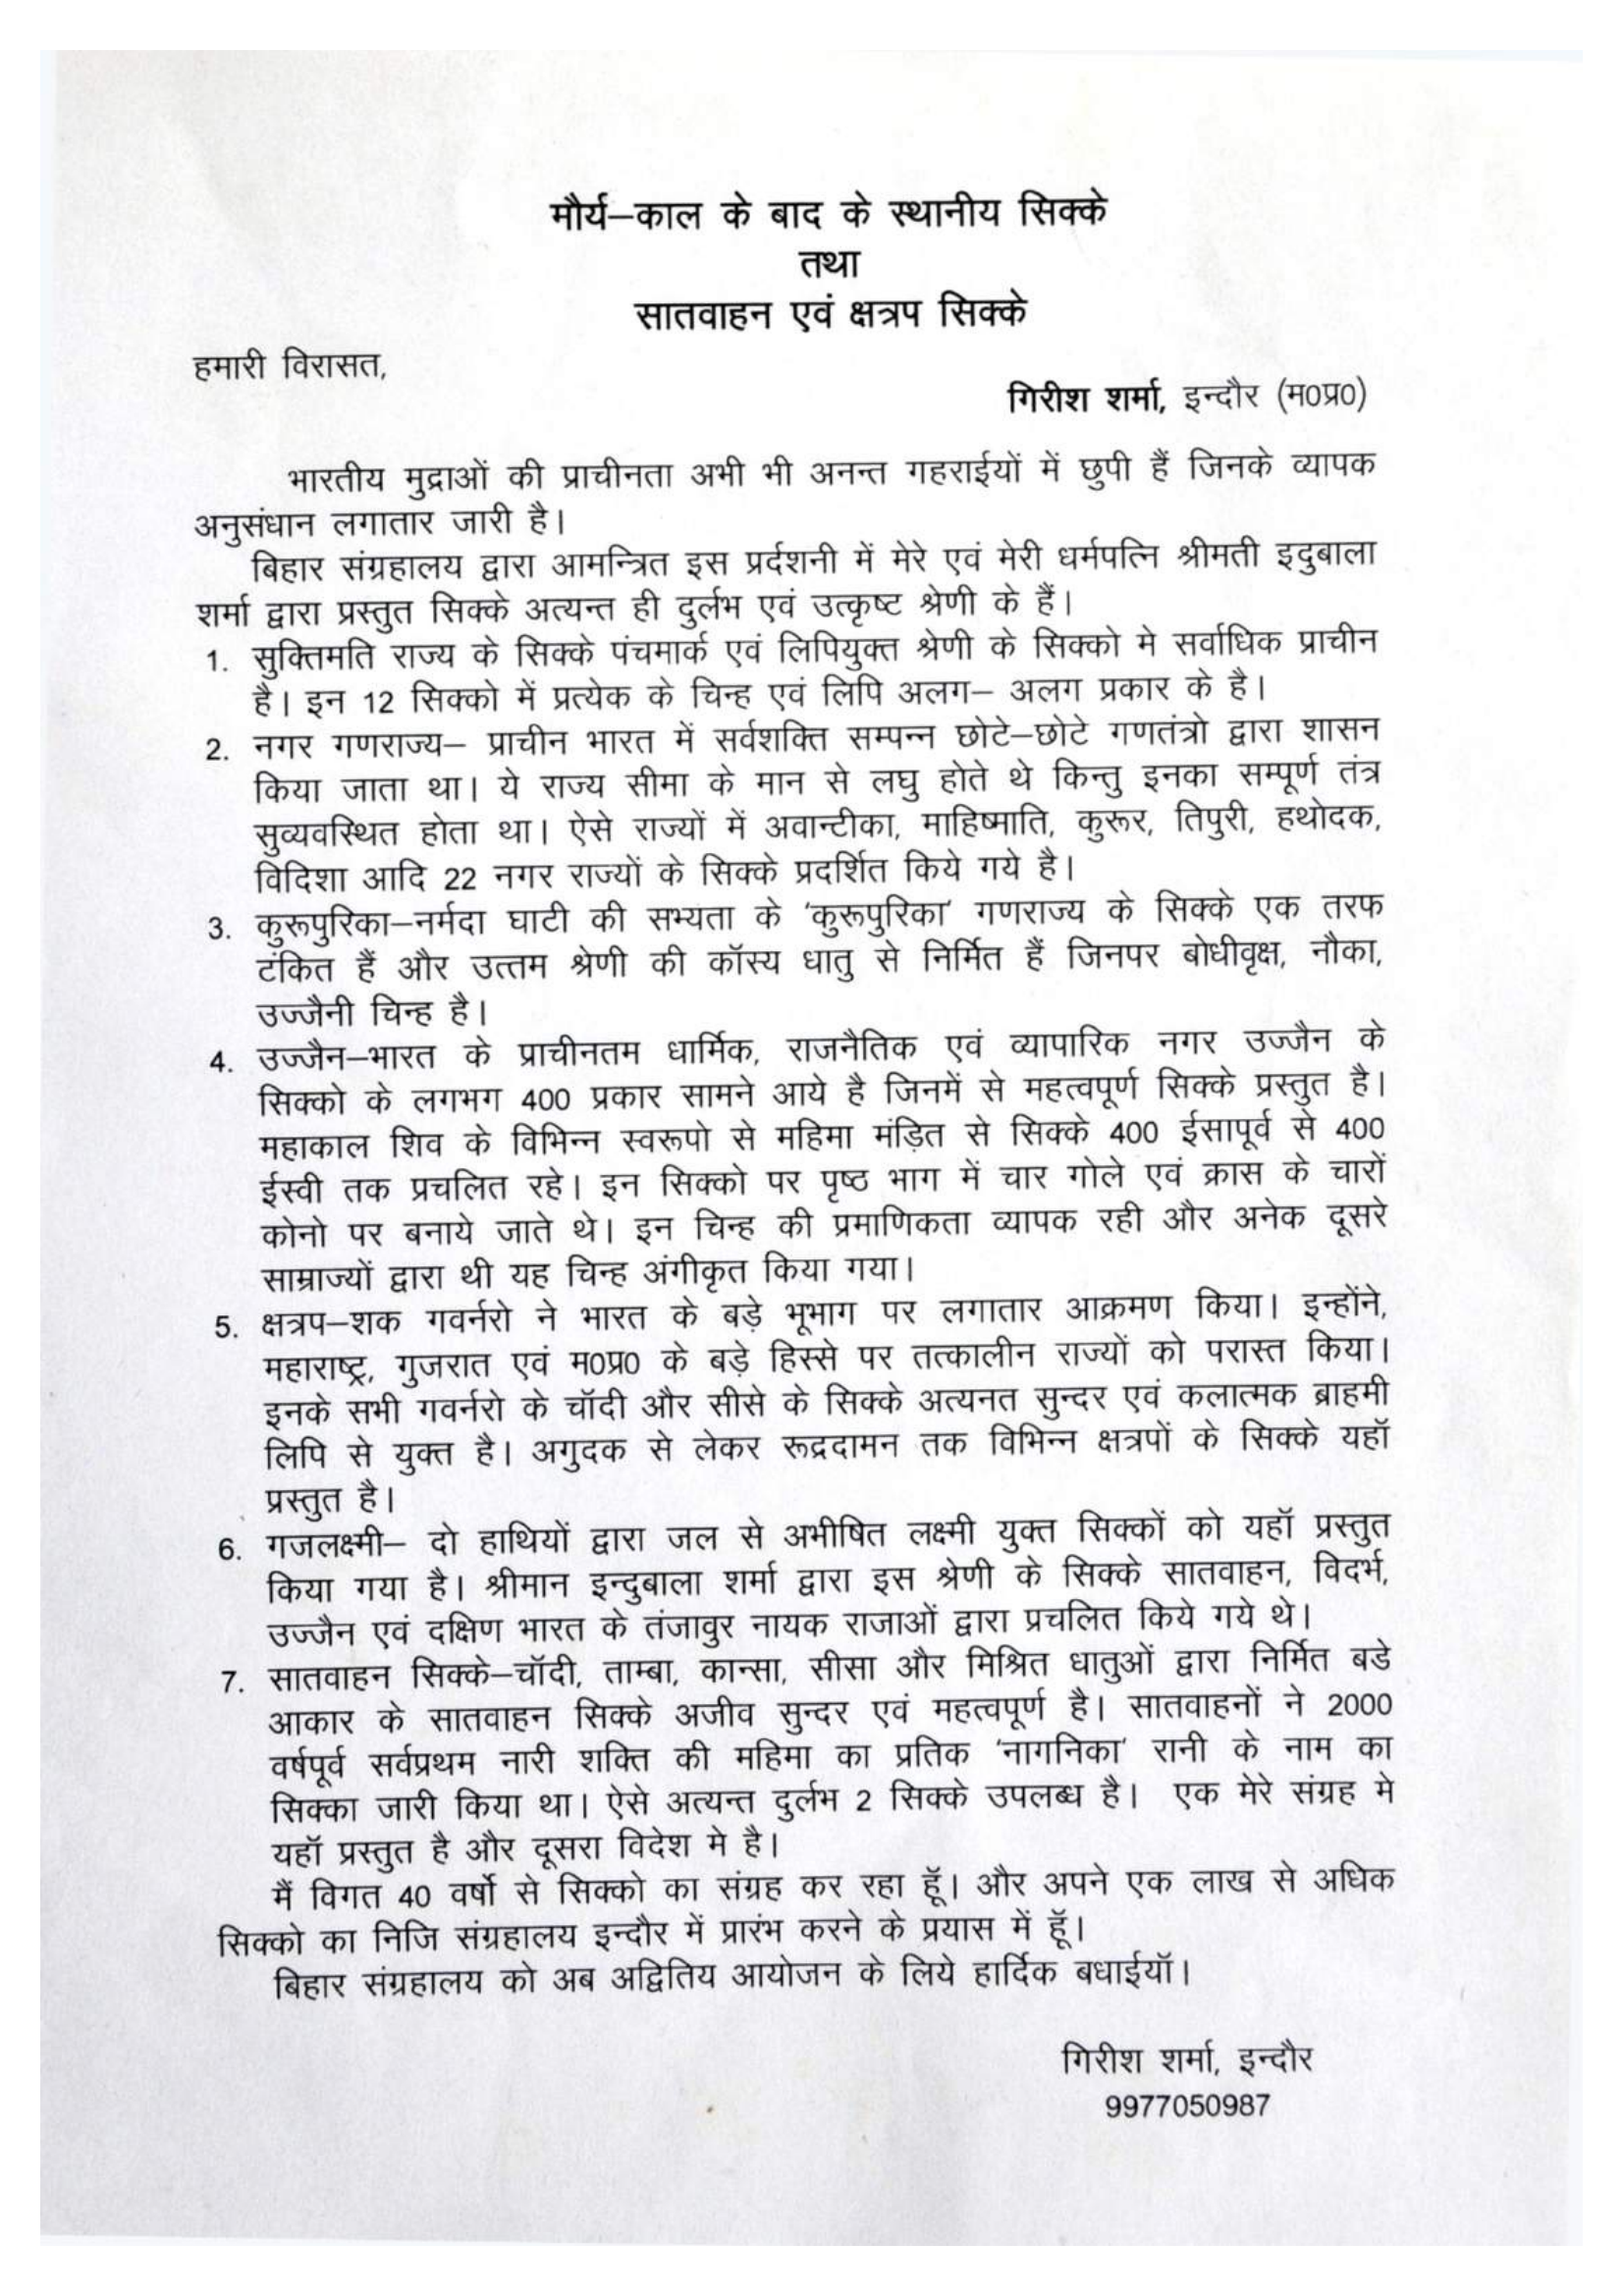 मौर्य–काल के बाद के स्थानीय सिक्के
तथा
सातवाहन एवं क्षत्रप सिक्के
हमारी विरासत,
गिरीश शर्मा, इन्दौर (म0प्र0)
भारतीय मुद्राओं की प्राचीनता अभी भी अनन्त गहराईयों में छुपी हैं जिनके व्यापक
अनुसंधान लगातार जारी है।
बिहार संग्रहालय द्वारा आमन्त्रित इस प्रर्दशनी में मेरे एवं मेरी धर्मपत्नि श्रीमती इदुबाला
शर्मा द्वारा प्रस्तुत सिक्के अत्यन्त ही दुर्लभ एवं उत्कृष्ट श्रेणी के हैं।
1. सुक्तिमति राज्य के सिक्के पंचमार्क एवं लिपियुक्त श्रेणी के सिक्को मे सर्वाधिक प्राचीन
है। इन 12 सिक्को में प्रत्येक के चिन्ह एवं लिपि अलग– अलग प्रकार के है।
2. नगर गणराज्य– प्राचीन भारत में सर्वशक्ति सम्पन्न छोटे–छोटे गणतंत्रो द्वारा शासन
किया जाता था। ये राज्य सीमा के मान से लघु होते थे किन्तु इनका सम्पूर्ण तंत्र
सुव्यवस्थित होता था। ऐसे राज्यों में अवान्टीका, माहिष्माति, कुरूर, तिपुरी, हथोदक,
विदिशा आदि 22 नगर राज्यों के सिक्के प्रदर्शित किये गये है।
3. कुरूपुरिका–नर्मदा घाटी की सभ्यता के 'कुरूपुरिका' गणराज्य के सिक्के एक तरफ
टंकित हैं और उत्तम श्रेणी की कॉस्य धातु से निर्मित हैं जिनपर बोधीवृक्ष, नौका,
उज्जैनी चिन्ह है।
4. उज्जैन–भारत के प्राचीनतम धार्मिक, राजनैतिक एवं व्यापारिक नगर उज्जैन के
सिक्को के लगभग 400 प्रकार सामने आये है जिनमें से महत्वपूर्ण सिक्के प्रस्तुत है।
महाकाल शिव के विभिन्न स्वरूपो से महिमा मंड़ित से सिक्के 400 ईसापूर्व से 400
ईस्वी तक प्रचलित रहे। इन सिक्को पर पृष्ठ भाग में चार गोले एवं क्रास के चारों
कोनो पर बनाये जाते थे। इन चिन्ह की प्रमाणिकता व्यापक रही और अनेक दूसरे
साम्राज्यों द्वारा थी यह चिन्ह अंगीकृत किया गया।
5. क्षत्रप–शक गवर्नरो ने भारत के बड़े भूभाग पर लगातार आक्रमण किया। इन्होंने,
महाराष्ट्र, गुजरात एवं म0प्र0 के बड़े हिस्से पर तत्कालीन राज्यों को परास्त किया।
इनके सभी गवर्नरो के चॉदी और सीसे के सिक्के अत्यनत सुन्दर एवं कलात्मक ब्राहमी
लिपि से युक्त है। अगुदक से लेकर रूद्रदामन तक विभिन्न क्षत्रपों के सिक्के यहॉ
प्रस्तुत है।
6. गजलक्ष्मी– दो हाथियों द्वारा जल से अभीषित लक्ष्मी युक्त सिक्कों को यहॉ प्रस्तुत
किया गया है। श्रीमान इन्दुबाला शर्मा द्वारा इस श्रेणी के सिक्के सातवाहन, विदर्भ,
उज्जैन एवं दक्षिण भारत के तंजावुर नायक राजाओं द्वारा प्रचलित किये गये थे।
7. सातवाहन सिक्के–चॉदी, ताम्बा, कान्सा, सीसा और मिश्रित धातुओं द्वारा निर्मित बडे
आकार के सातवाहन सिक्के अजीव सुन्दर एवं महत्वपूर्ण है। सातवाहनों ने 2000
वर्षपूर्व सर्वप्रथम नारी शक्ति की महिमा का प्रतिक 'नागनिका' रानी के नाम का
सिक्का जारी किया था। ऐसे अत्यन्त दुर्लभ 2 सिक्के उपलब्ध है। एक मेरे संग्रह मे
यहॉ प्रस्तुत है और दूसरा विदेश मे है।
मैं विगत 40 वर्षो से सिक्को का संग्रह कर रहा हूॅ। और अपने एक लाख से अधिक
सिक्को का निजि संग्रहालय इन्दौर में प्रारंभ करने के प्रयास में हूॅ।
बिहार संग्रहालय को अब अद्वितिय आयोजन के लिये हार्दिक बधाईयॉ।
गिरीश शर्मा, इन्दौर
9977050987